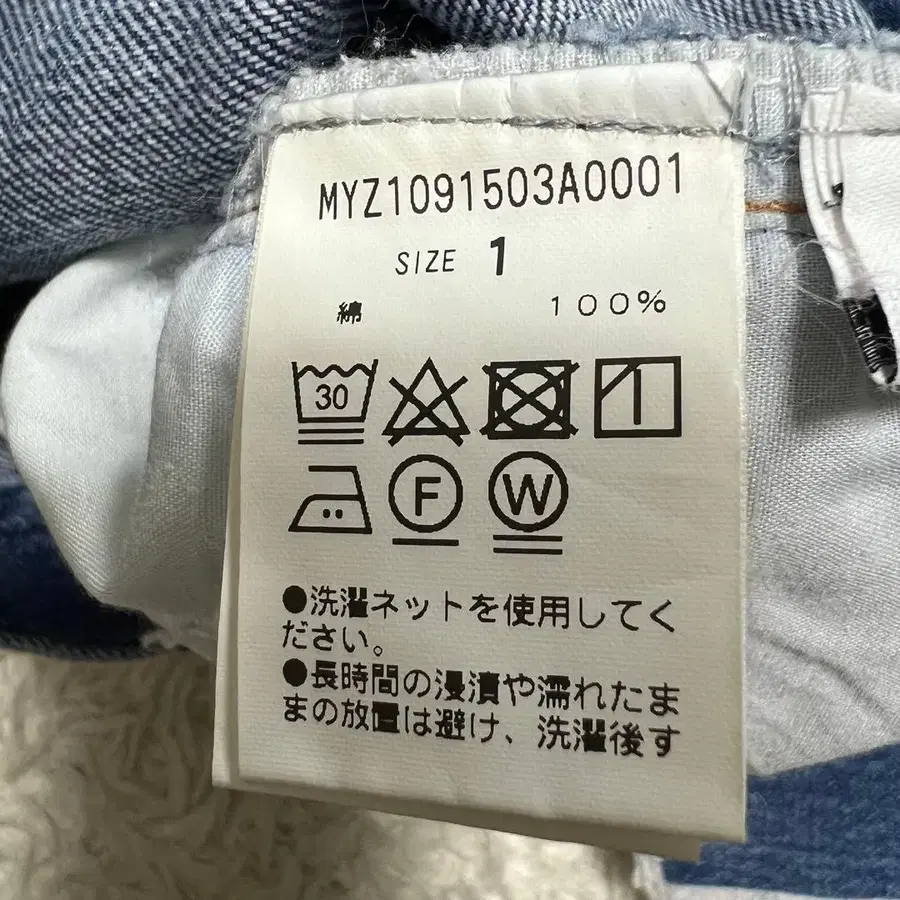 MYZ1091503A0001
SIZE 1
綿 100%
30
F W
●洗濯ネットを使用してく
ださい。
●長時間の浸漬や濡れたま
まの放置は避け、洗濯後す